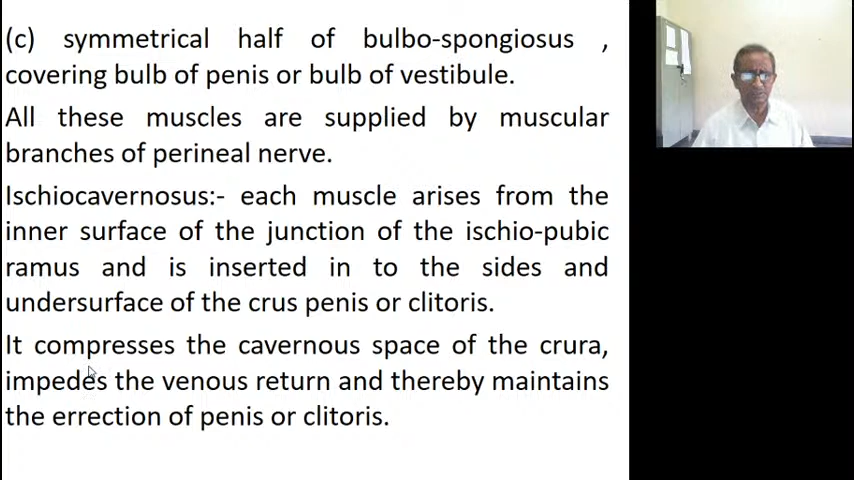 (c) symmetrical half of bulbo-spongiosus ,
covering bulb of penis or bulb of vestibule.
All these muscles are supplied by muscular
branches of perineal nerve.
Ischiocavernosus:- each muscle arises from the
inner surface of the junction of the ischio-pubic
ramus and is inserted in to the sides and
undersurface of the crus penis or clitoris.
It compresses the cavernous space of the crura,
impedes the venous return and thereby maintains
the errection of penis or clitoris.